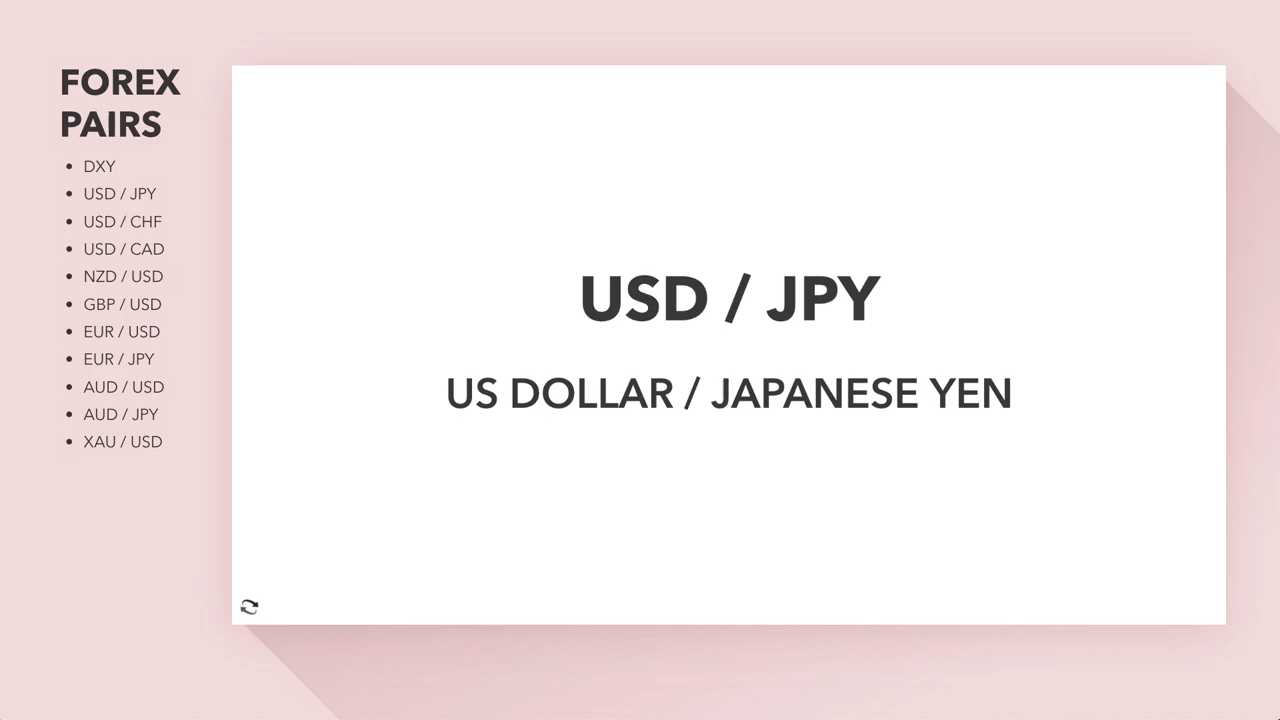 FOREX
PAIRS
• DXY
• USD / JPY
• USD / CHF
• USD / CAD
• NZD / USD
• GBP / USD
• EUR / USD
• EUR / JPY
• AUD / USD
• AUD / JPY
• XAU / USD
USD / JPY
US DOLLAR / JAPANESE YEN